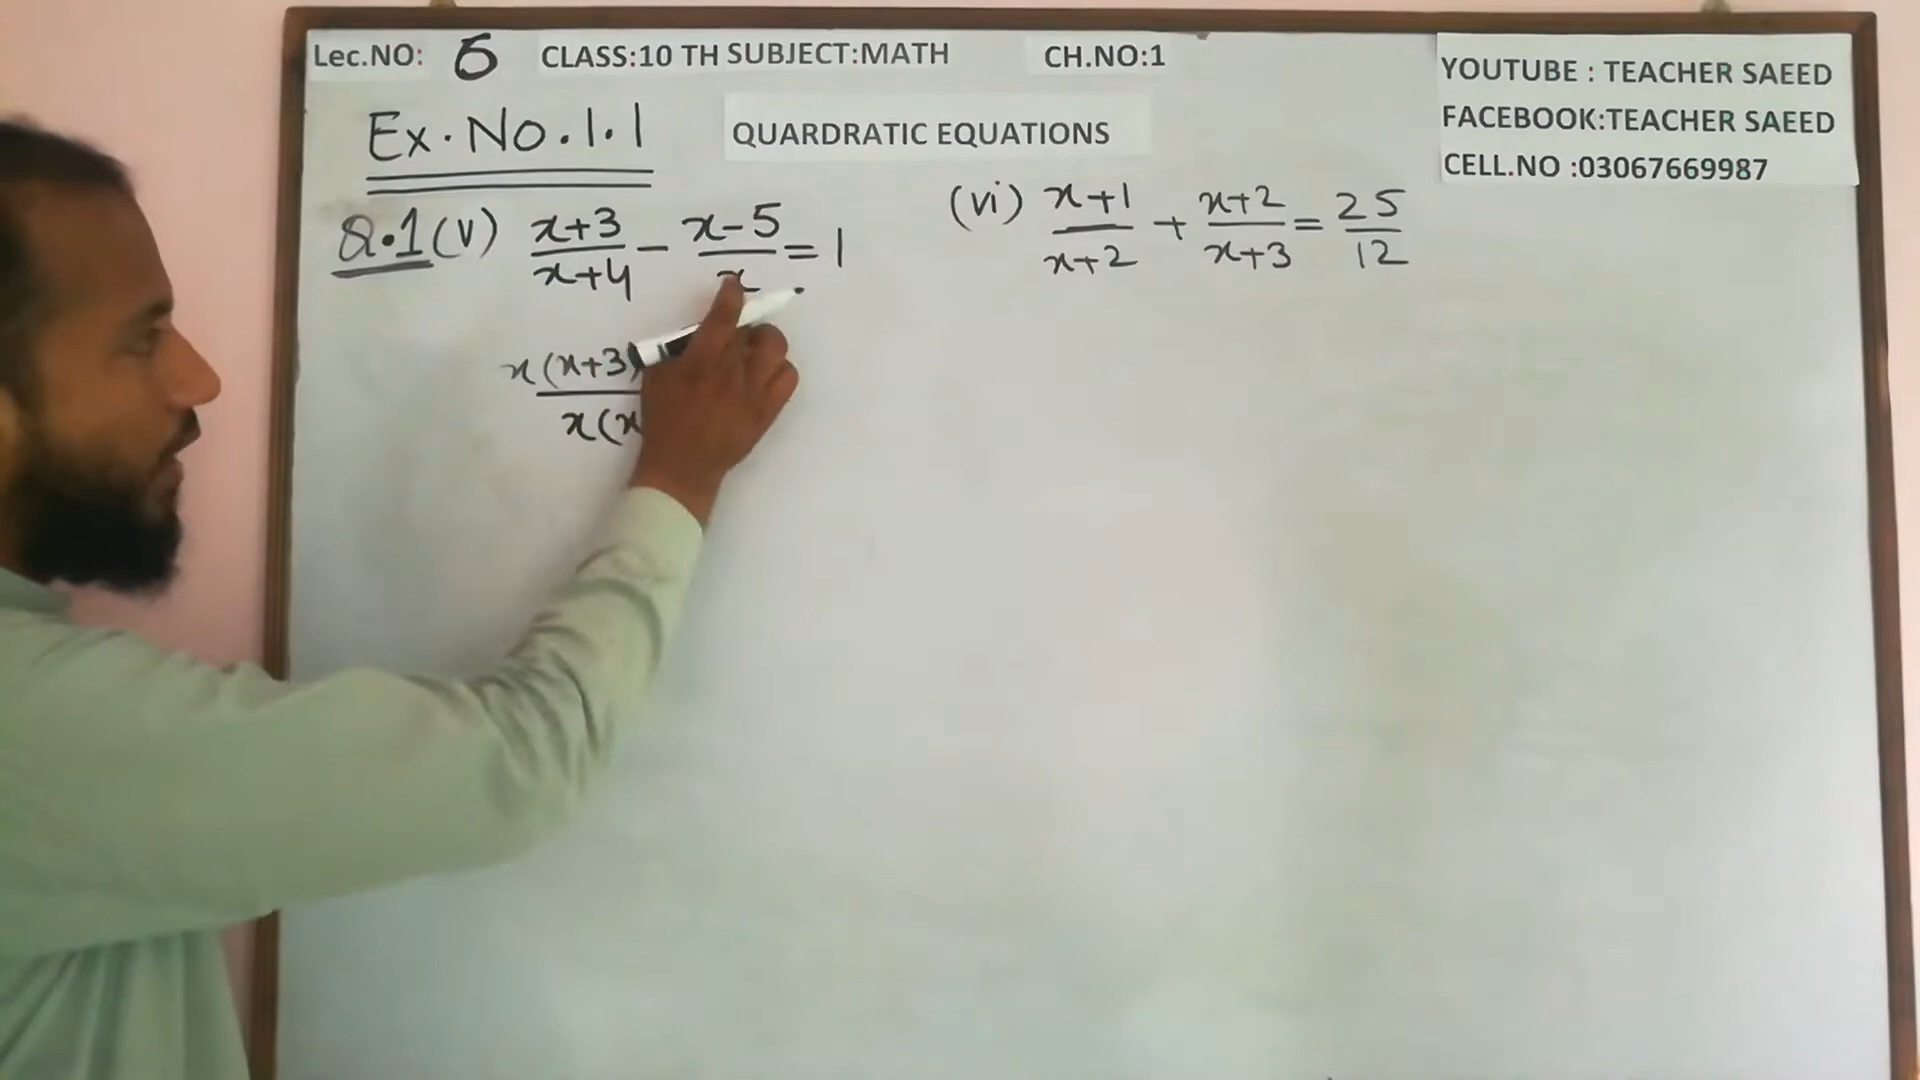 Lec.NO: 5 CLASS:10 TH SUBJECT:MATH CH.NO:1
YOUTUBE : TEACHER SAEED
FACEBOOK:TEACHER SAEED
CELL.NO :03067669987
Ex.No.1.1 QUARDRATIC EQUATIONS
Q.1(v) x+3/x+4 - x-5/x = 1
(vi) x+1/x+2 + x+2/x+3 = 25/12
x(x+3)
x(x